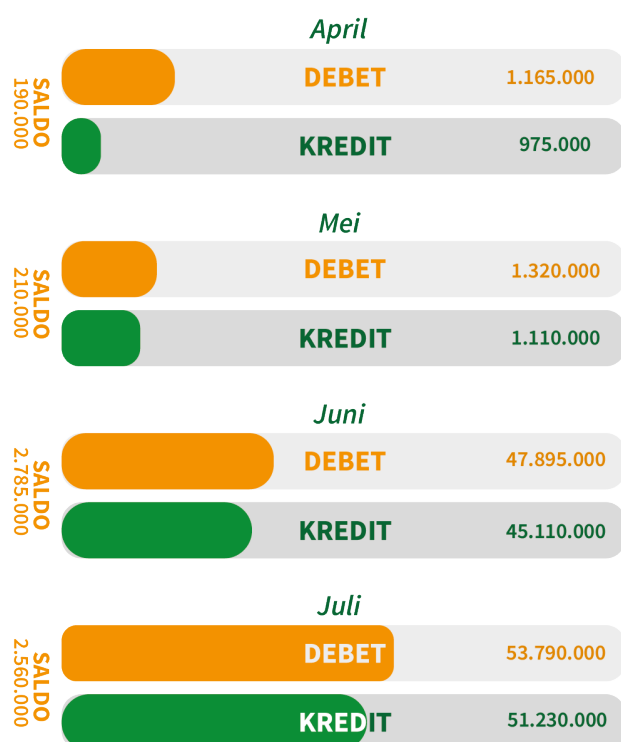 April
SALDO
190.000
DEBET
1.165.000
KREDIT
975.000
Mei
SALDO
210.000
DEBET
1.320.000
KREDIT
1.110.000
Juni
SALDO
2.785.000
DEBET
47.895.000
KREDIT
45.110.000
Juli
SALDO
2.560.000
DEBET
53.790.000
KREDIT
51.230.000